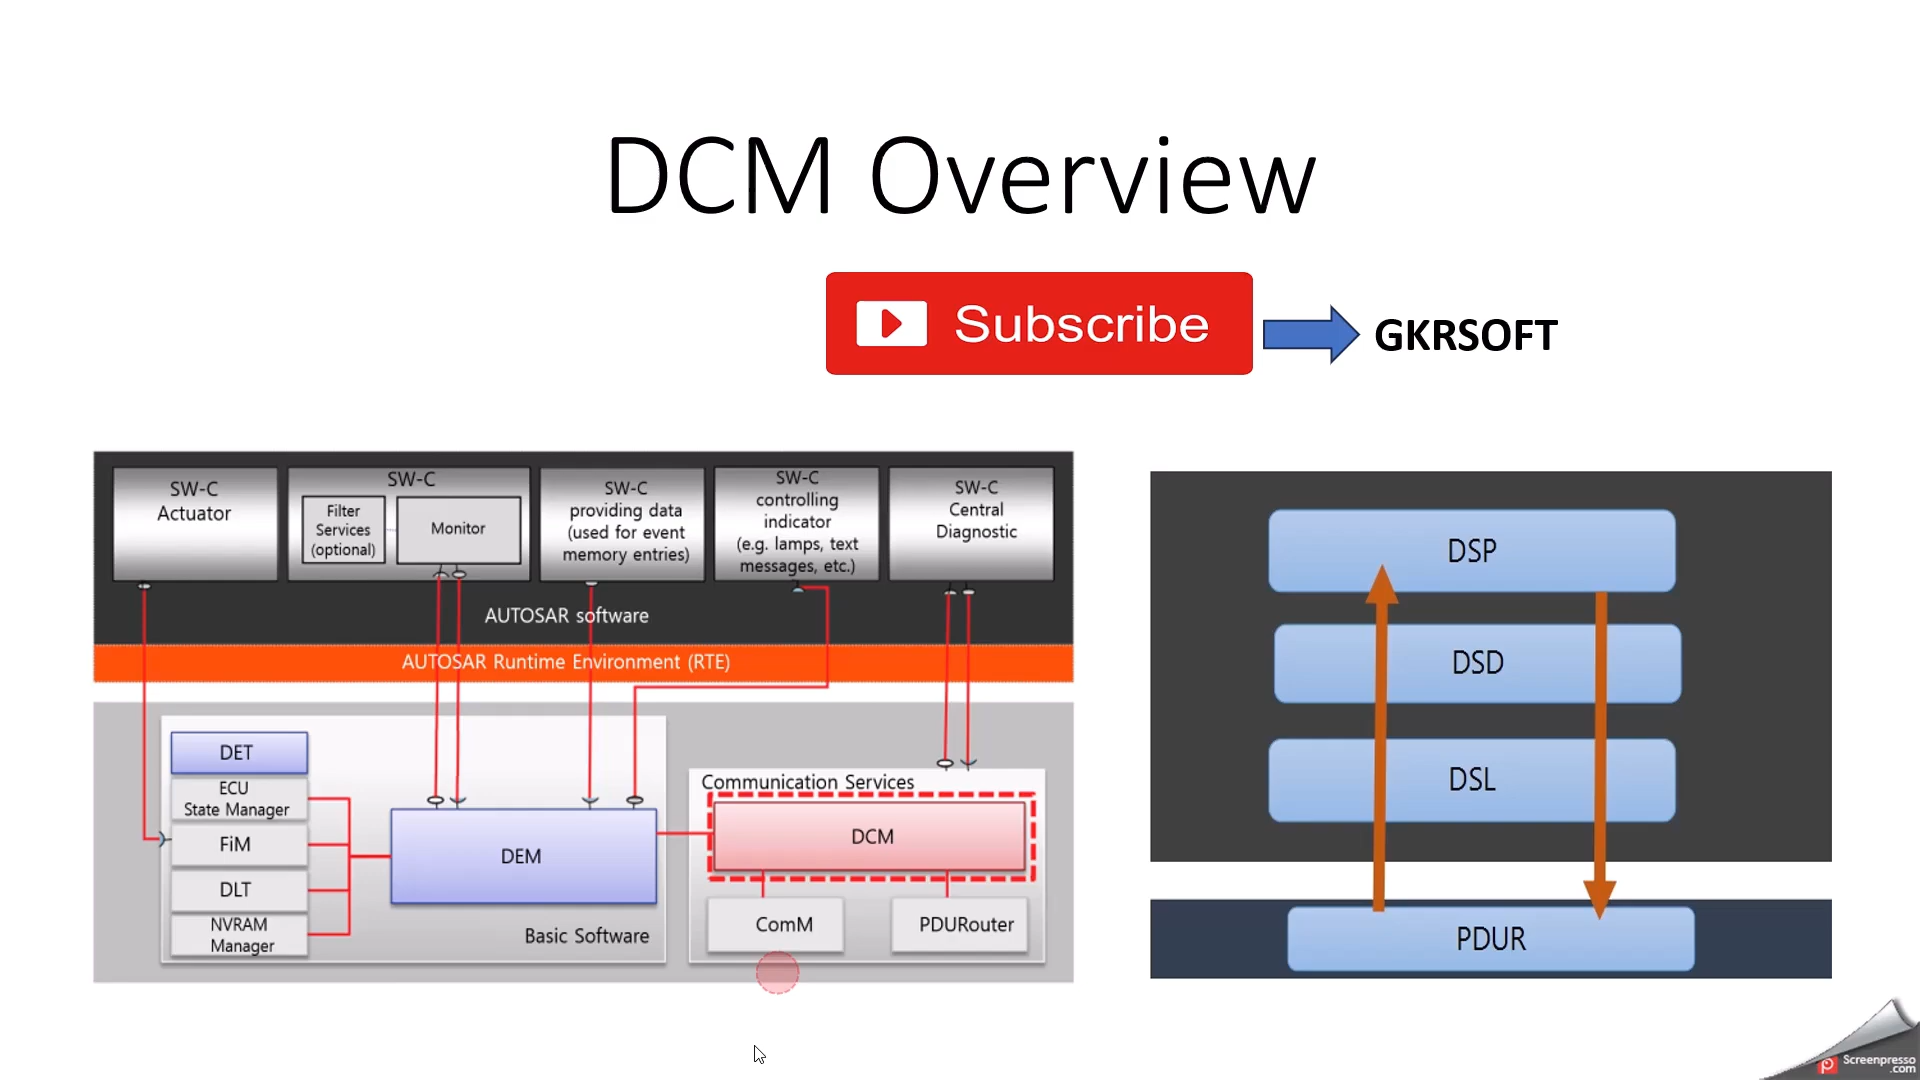 DCM Overview
Subscribe
GKRSOFT
SW-C
Actuator
SW-C
Filter
Services
(optional)
Monitor
SW-C
providing data
(used for event
memory entries)
SW-C
controlling
indicator
(e.g. lamps, text
messages, etc.)
SW-C
Central
Diagnostic
AUTOSAR software
AUTOSAR Runtime Environment (RTE)
DET
ECU
State Manager
FiM
DLT
NVRAM
Manager
DEM
Basic Software
Communication Services
DCM
ComM
PDURouter
DSP
DSD
DSL
PDUR
Screenpresso
.com